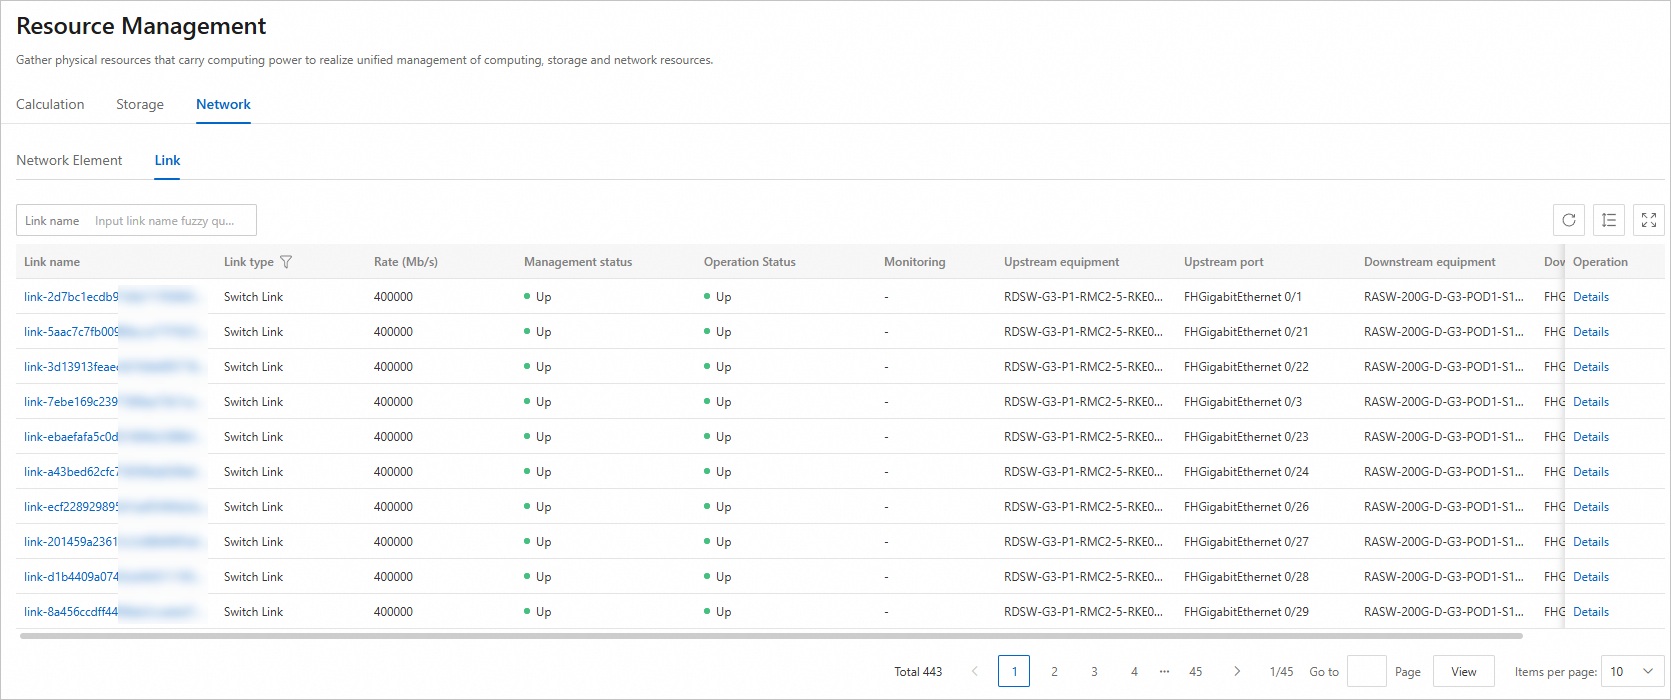 Resource Management
Gather physical resources that carry computing power to realize unified management of computing, storage and network resources.
Calculation Storage Network
Network Element Link
Link name Input link name fuzzy qu...
Link name Link type Rate (Mb/s) Management status Operation Status Monitoring Upstream equipment Upstream port Downstream equipment Dow Operation
link-2d7bc1ecdb9 Switch Link 400000 Up Up - RDSW-G3-P1-RMC2-5-RKE0... FHGigabitEthernet 0/1 RASW-200G-D-G3-POD1-S1... FHG Details
link-5aac7c7fb009 Switch Link 400000 Up Up - RDSW-G3-P1-RMC2-5-RKE0... FHGigabitEthernet 0/21 RASW-200G-D-G3-POD1-S1... FHG Details
link-3d13913feaee Switch Link 400000 Up Up - RDSW-G3-P1-RMC2-5-RKE0... FHGigabitEthernet 0/22 RASW-200G-D-G3-POD1-S1... FHG Details
link-7ebe169c239 Switch Link 400000 Up Up - RDSW-G3-P1-RMC2-5-RKE0... FHGigabitEthernet 0/3 RASW-200G-D-G3-POD1-S1... FHG Details
link-ebaefafa5c0d Switch Link 400000 Up Up - RDSW-G3-P1-RMC2-5-RKE0... FHGigabitEthernet 0/23 RASW-200G-D-G3-POD1-S1... FHG Details
link-a43bed62cfc7 Switch Link 400000 Up Up - RDSW-G3-P1-RMC2-5-RKE0... FHGigabitEthernet 0/24 RASW-200G-D-G3-POD1-S1... FHG Details
link-ecf228929895 Switch Link 400000 Up Up - RDSW-G3-P1-RMC2-5-RKE0... FHGigabitEthernet 0/26 RASW-200G-D-G3-POD1-S1... FHG Details
link-201459a2361 Switch Link 400000 Up Up - RDSW-G3-P1-RMC2-5-RKE0... FHGigabitEthernet 0/27 RASW-200G-D-G3-POD1-S1... FHG Details
link-d1b4409a074 Switch Link 400000 Up Up - RDSW-G3-P1-RMC2-5-RKE0... FHGigabitEthernet 0/28 RASW-200G-D-G3-POD1-S1... FHG Details
link-8a456ccdff44 Switch Link 400000 Up Up - RDSW-G3-P1-RMC2-5-RKE0... FHGigabitEthernet 0/29 RASW-200G-D-G3-POD1-S1... FHG Details
Total 443 1 2 3 4 ··· 45 1/45 Go to Page View Items per page: 10